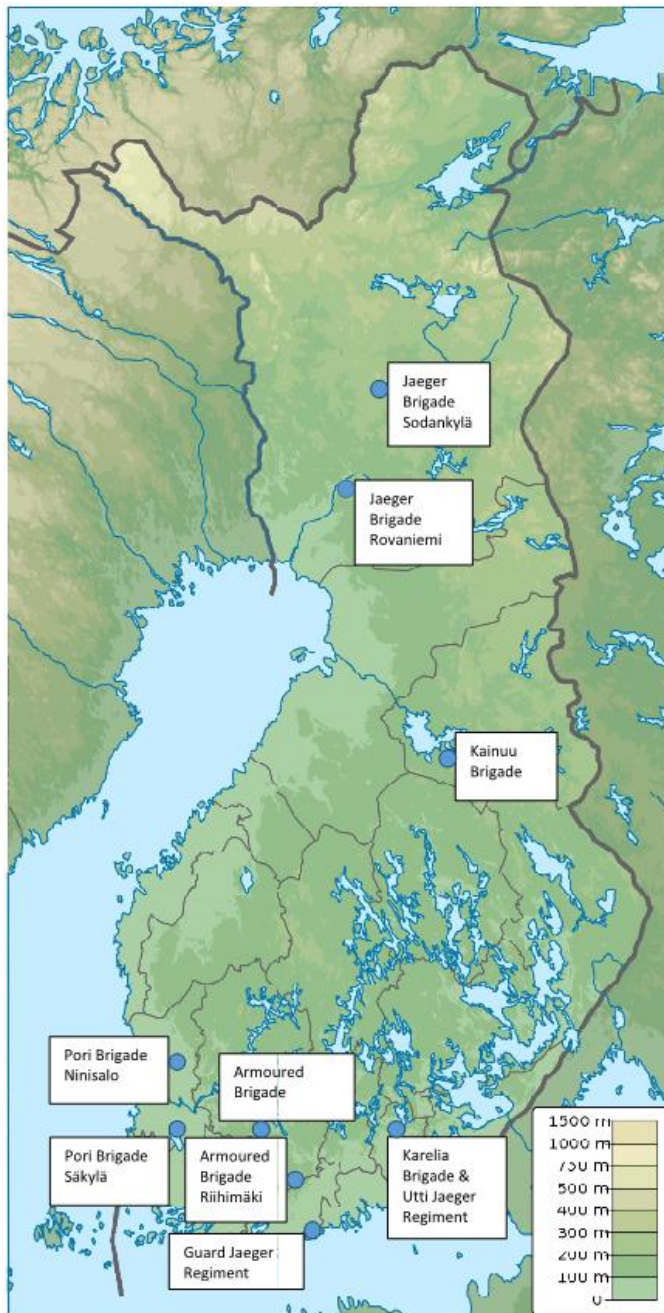 Jaeger
Brigade
Sodankylä
Jaeger
Brigade
Rovaniemi
Kainuu
Brigade
Pori Brigade
Ninisalo
Armoured
Brigade
Pori Brigade
Säkylä
Armoured
Brigade
Riihimäki
Karelia
Brigade &
Utti Jaeger
Regiment
Guard Jaeger
Regiment
1500 m
1000 m
750 m
500 m
400 m
300 m
200 m
100 m
0